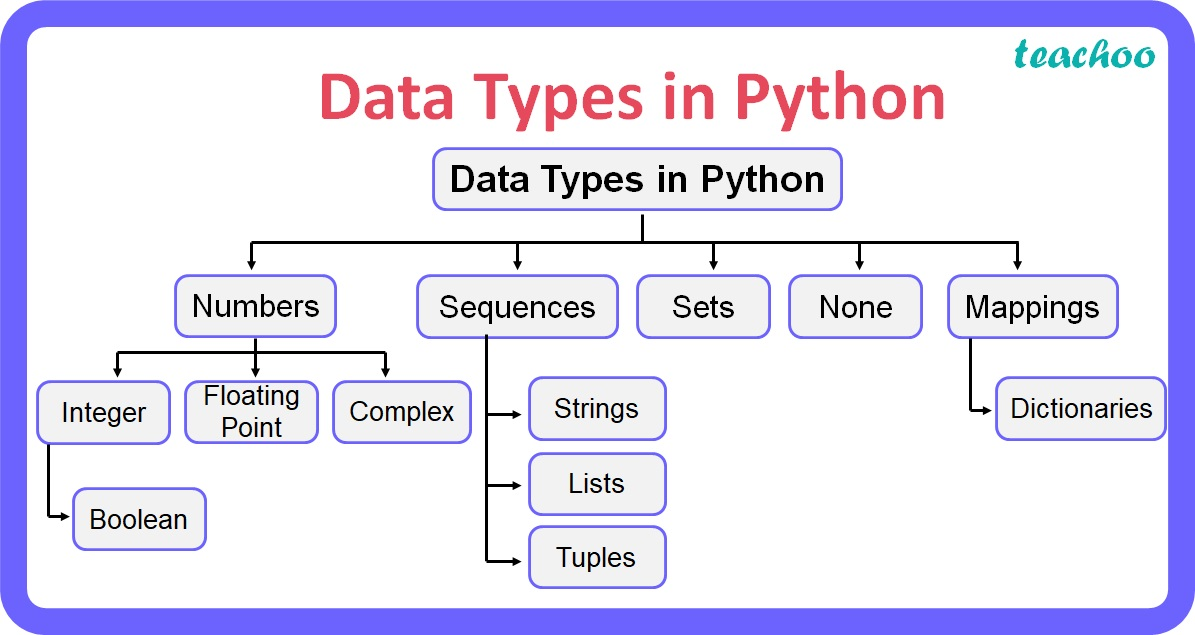 teachoo
Data Types in Python
Data Types in Python
Numbers
Sequences
Sets
None
Mappings
Integer
Floating
Point
Complex
Strings
Dictionaries
Lists
Boolean
Tuples